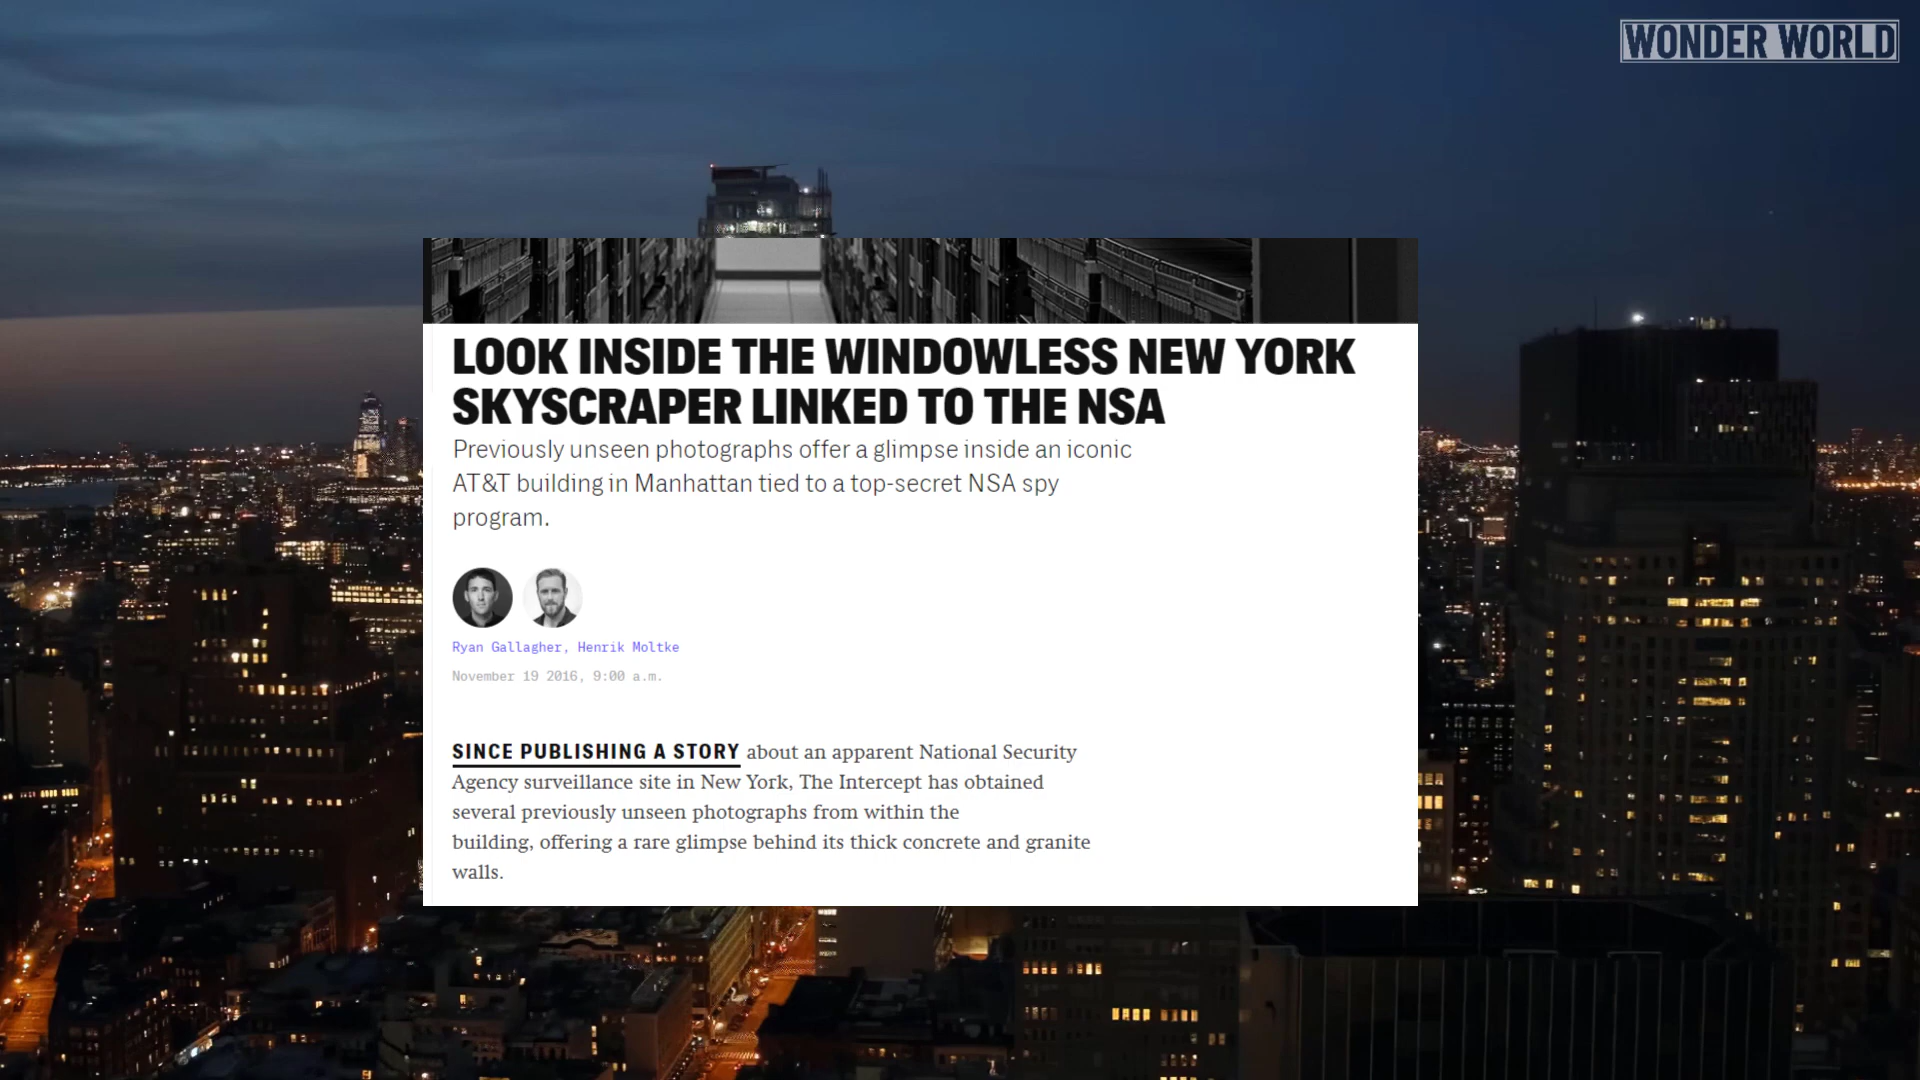 WONDER WORLD
LOOK INSIDE THE WINDOWLESS NEW YORK
SKYSCRAPER LINKED TO THE NSA
Previously unseen photographs offer a glimpse inside an iconic
AT&T building in Manhattan tied to a top-secret NSA spy
program.
Ryan Gallagher, Henrik Moltke
November 19 2016, 9:00 a.m.
SINCE PUBLISHING A STORY about an apparent National Security
Agency surveillance site in New York, The Intercept has obtained
several previously unseen photographs from within the
building, offering a rare glimpse behind its thick concrete and granite
walls.